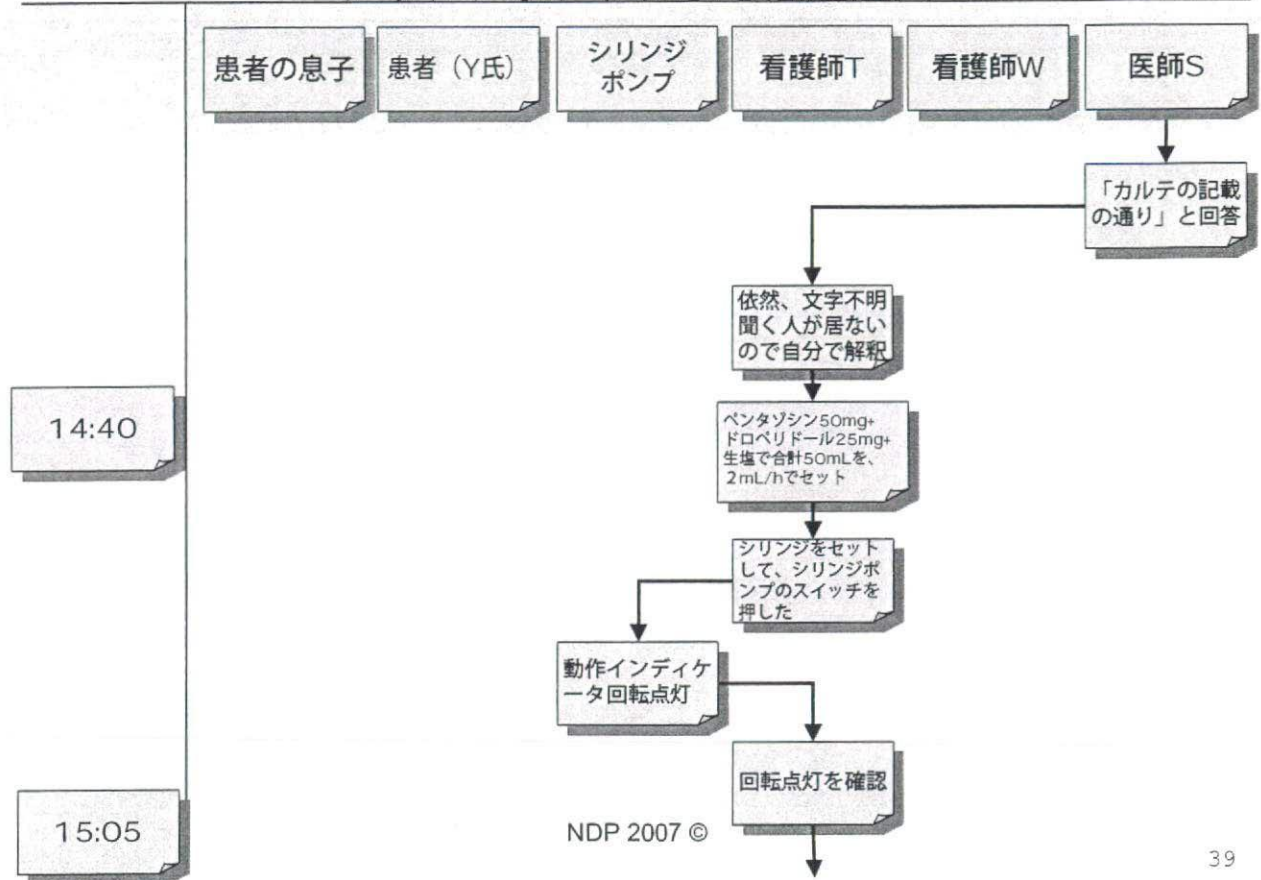 患者の息子
患者（Y氏）
シリンジ
ポンプ
看護師T
看護師W
医師S
「カルテの記載
の通り」と回答
依然、文字不明
聞く人が居ない
ので自分で解釈
14:40
ペンタゾシン50mg+
ドロペリドール25mg+
生塩で合計50mLを、
2mL/hでセット
シリンジをセット
して、シリンジポ
ンプのスイッチを
押した
動作インディケ
ータ回転点灯
回転点灯を確認
15:05
NDP 2007 ©
39